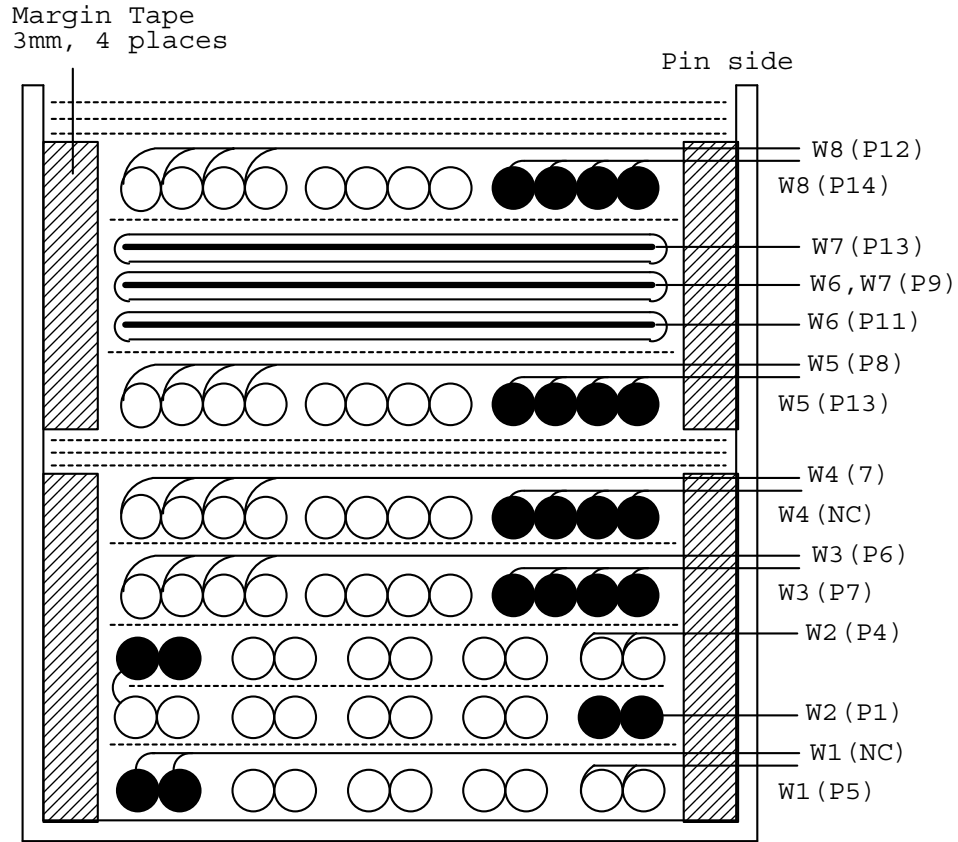 Margin Tape
3mm, 4 places
Pin side
W8(P12)
W8(P14)
W7(P13)
W6,W7(P9)
W6(P11)
W5(P8)
W5(P13)
W4(7)
W4(NC)
W3(P6)
W3(P7)
W2(P4)
W2(P1)
W1(NC)
W1(P5)